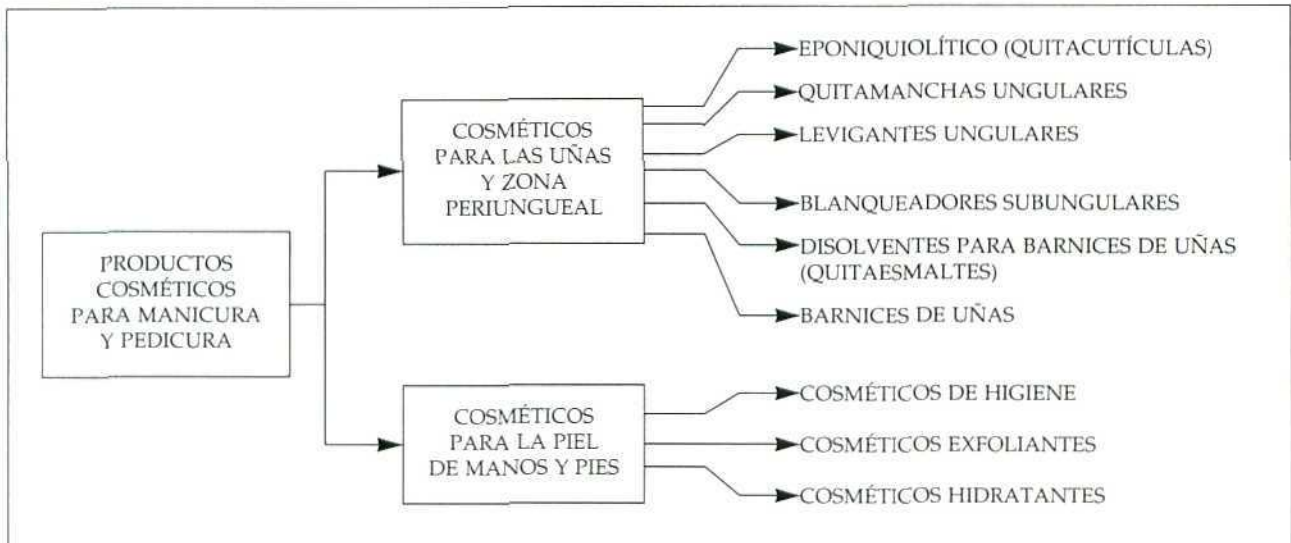 PRODUCTOS
COSMÉTICOS
PARA MANICURA
Y PEDICURA
COSMÉTICOS
PARA LAS UÑAS
Y ZONA
PERIUNGUEAL
EPONIQUIOLÍTICO (QUITACUTÍCULAS)
QUITAMANCHAS UNGULARES
LEVIGANTES UNGULARES
BLANQUEADORES SUBUNGULARES
DISOLVENTES PARA BARNICES DE UÑAS
(QUITAESMALTES)
BARNICES DE UÑAS
COSMÉTICOS
PARA LA PIEL
DE MANOS Y PIES
COSMÉTICOS DE HIGIENE
COSMÉTICOS EXFOLIANTES
COSMÉTICOS HIDRATANTES